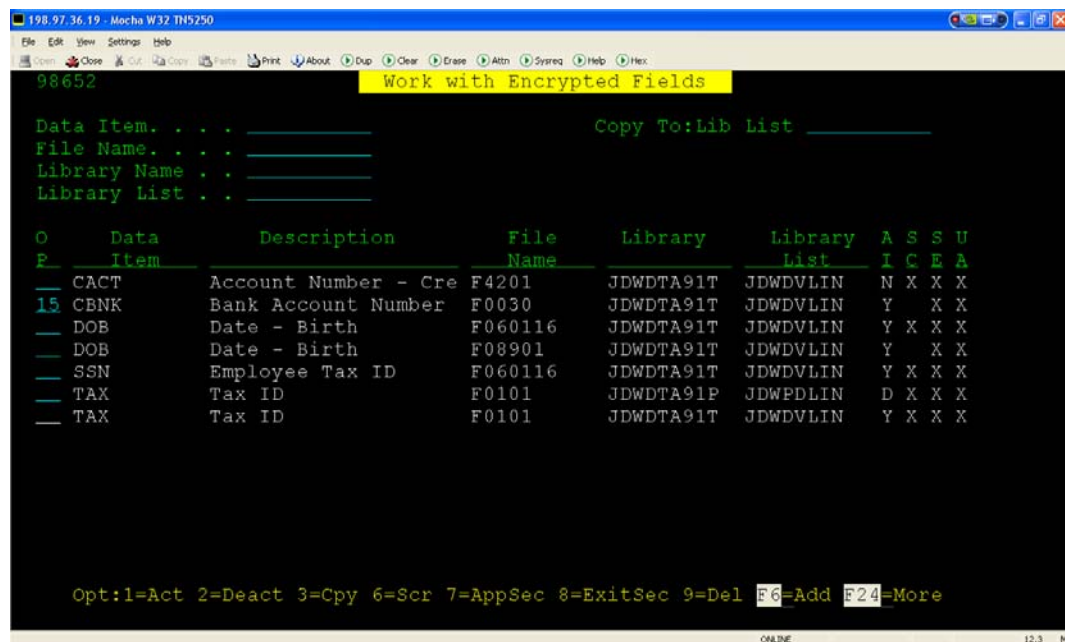 198.97.36.19 - Mocha W32 TN5250
File Edit View Settings Help
Open Close Cut Copy Paste Print About Dup Clear Erase Attn Sysreq Help Hex
98652 Work with Encrypted Fields
Data Item. . . . Copy To:Lib List
File Name. . . .
Library Name . .
Library List . .
O Data Description File Library Library A S S U
P Item Name List I C E A
CACT Account Number - Cre F4201 JDWDTA91T JDWDVLIN N X X X
15 CBNK Bank Account Number F0030 JDWDTA91T JDWDVLIN Y X X
DOB Date - Birth F060116 JDWDTA91T JDWDVLIN Y X X X
DOB Date - Birth F08901 JDWDTA91T JDWDVLIN Y X X
SSN Employee Tax ID F060116 JDWDTA91T JDWDVLIN Y X X X
TAX Tax ID F0101 JDWDTA91P JDWPDLIN D X X X
TAX Tax ID F0101 JDWDTA91T JDWDVLIN Y X X X
Opt:1=Act 2=Deact 3=Cpy 6=Scr 7=AppSec 8=ExitSec 9=Del F6=Add F24=More
ONLINE 12.3